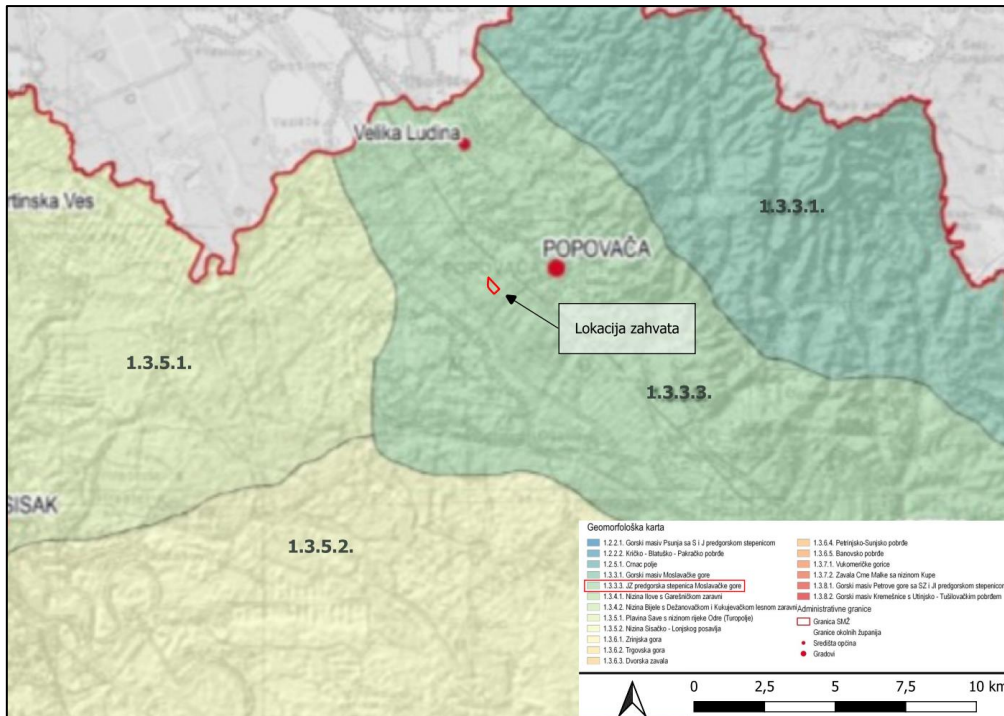 Velika Ludina
rtinska Ves
1.3.3.1.
POPOVAČA
Lokacija zahvata
1.3.5.1.
1.3.3.3.
SISAK
1.3.5.2.
Geomorfološka karta
1.2.2.1. Gorski masiv Psunja sa S i J predgorskom stepenicom
1.2.2.2. Kričko - Blatuško - Pakračko pobrđe
1.2.5.1. Crnac polje
1.3.3.1. Gorski masiv Moslavačke gore
1.3.3.3. JZ predgorska stepenica Moslavačke gore
1.3.4.1. Nizina Ilove s Garešničkom zaravni
1.3.4.2. Nizina Bijele s Dežanovačkom i Kukujevačkom lesnom zaravni
1.3.5.1. Plavina Save s nizinom rijeke Odre (Turopolje)
1.3.5.2. Nizina Sisačko - Lonjskog posavlja
1.3.6.1. Zrinjska gora
1.3.6.2. Trgovska gora
1.3.6.3. Dvorska zavala
1.3.6.4. Petrinjsko-Sunjsko pobrđe
1.3.6.5. Banovsko pobrđe
1.3.7.1. Vukomeričke gorice
1.3.7.2. Zavala Crne Malke sa nizinom Kupe
1.3.8.1. Gorski masiv Petrove gore sa SZ i JI predgorskom stepenicom
1.3.8.2. Gorski masiv Kremešnice s Utinjsko - Tušilovačkim pobrđem
Administrativne granice
Granica SMŽ
Granice okolnih županija
Središta općina
Gradovi
0 2,5 5 7,5 10 km